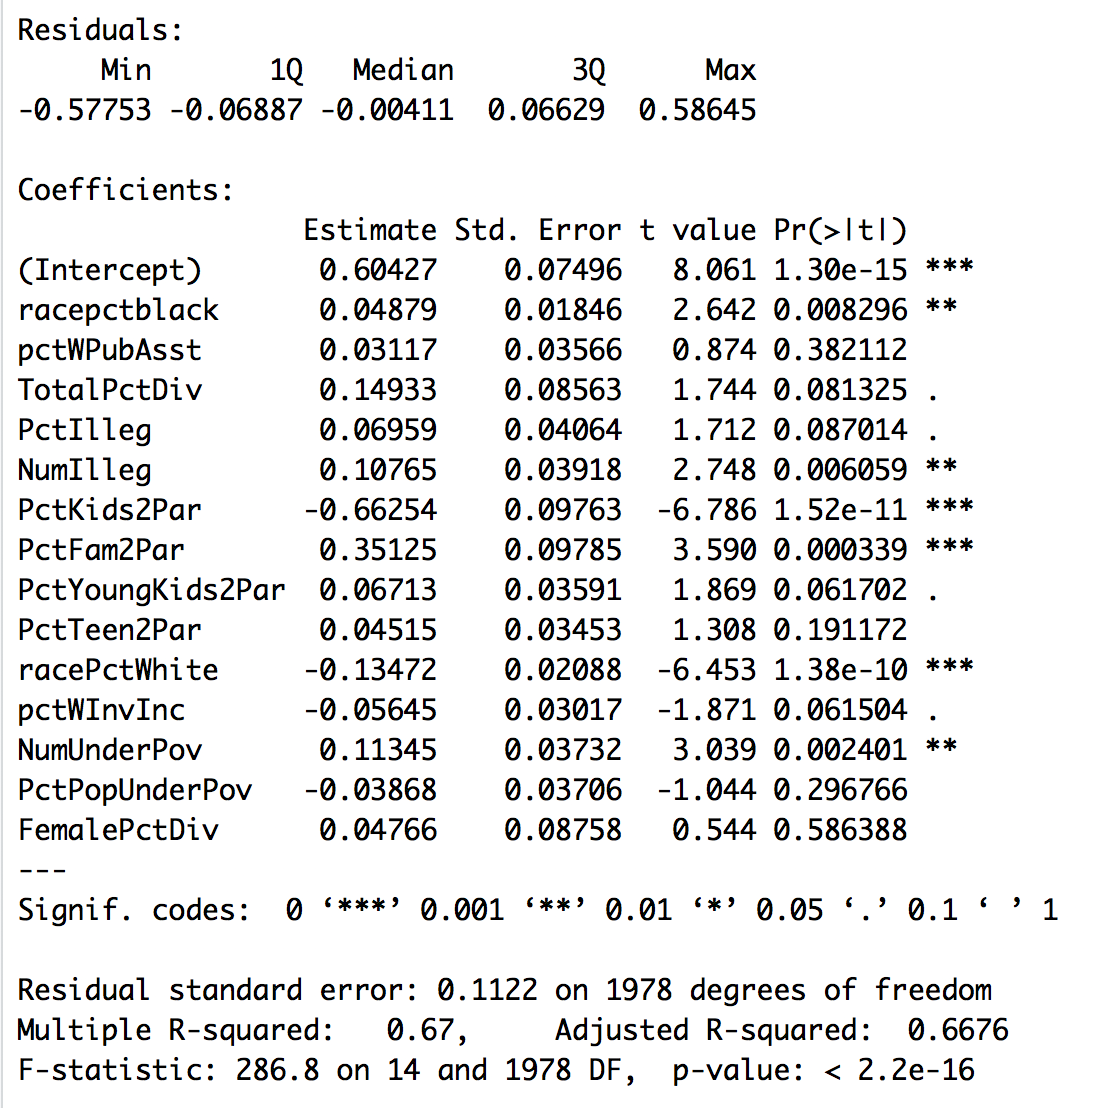 Residuals:
     Min       1Q   Median       3Q      Max
-0.57753 -0.06887 -0.00411  0.06629  0.58645

Coefficients:
                 Estimate Std. Error t value Pr(>|t|)
(Intercept)       0.60427    0.07496   8.061 1.30e-15 ***
racepctblack      0.04879    0.01846   2.642 0.008296 **
pctWPubAsst       0.03117    0.03566   0.874 0.382112
TotalPctDiv       0.14933    0.08563   1.744 0.081325 .
PctIlleg          0.06959    0.04064   1.712 0.087014 .
NumIlleg          0.10765    0.03918   2.748 0.006059 **
PctKids2Par      -0.66254    0.09763  -6.786 1.52e-11 ***
PctFam2Par        0.35125    0.09785   3.590 0.000339 ***
PctYoungKids2Par  0.06713    0.03591   1.869 0.061702 .
PctTeen2Par       0.04515    0.03453   1.308 0.191172
racePctWhite     -0.13472    0.02088  -6.453 1.38e-10 ***
pctWInvInc       -0.05645    0.03017  -1.871 0.061504 .
NumUnderPov       0.11345    0.03732   3.039 0.002401 **
PctPopUnderPov   -0.03868    0.03706  -1.044 0.296766
FemalePctDiv      0.04766    0.08758   0.544 0.586388
---
Signif. codes:  0 ‘***’ 0.001 ‘**’ 0.01 ‘*’ 0.05 ‘.’ 0.1 ‘ ’ 1

Residual standard error: 0.1122 on 1978 degrees of freedom
Multiple R-squared:   0.67,	Adjusted R-squared:  0.6676
F-statistic: 286.8 on 14 and 1978 DF,  p-value: < 2.2e-16